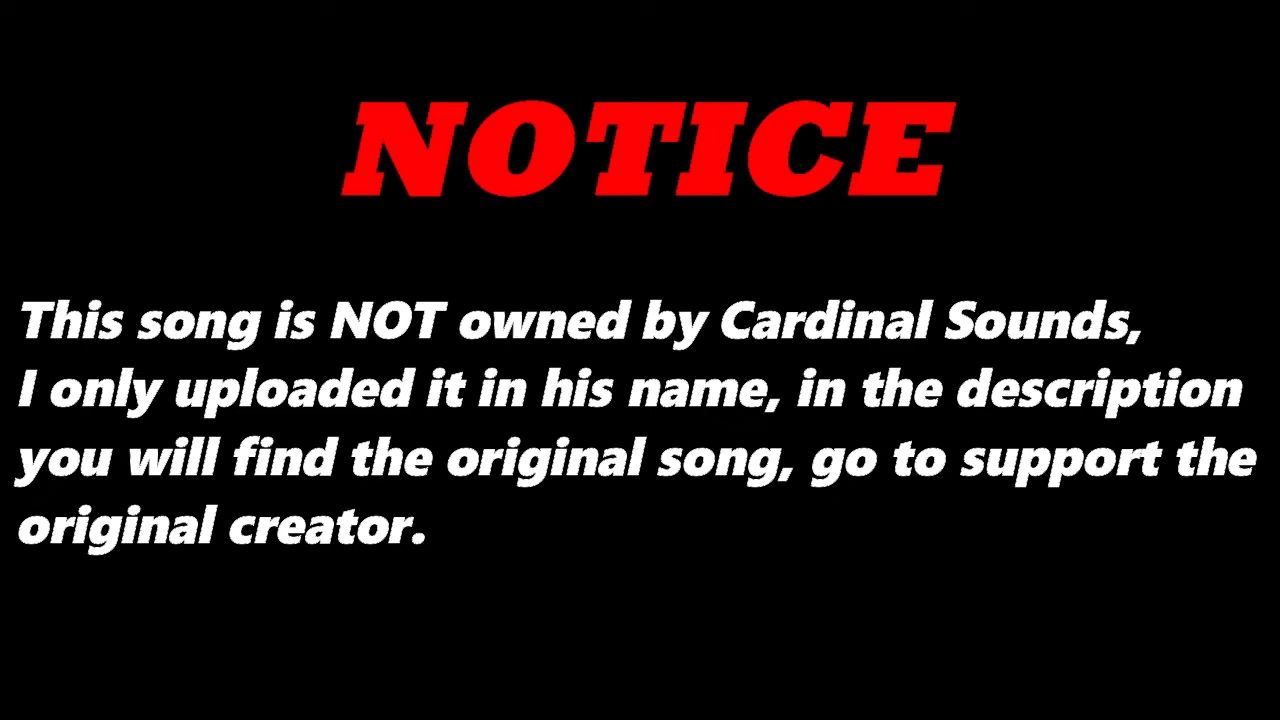 NOTICE
This song is NOT owned by Cardinal Sounds,
I only uploaded it in his name, in the description
you will find the original song, go to support the
original creator.